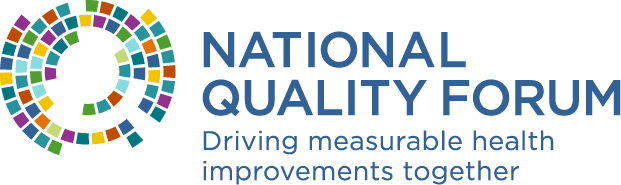 NATIONAL
QUALITY FORUM
Driving measurable health
improvements together